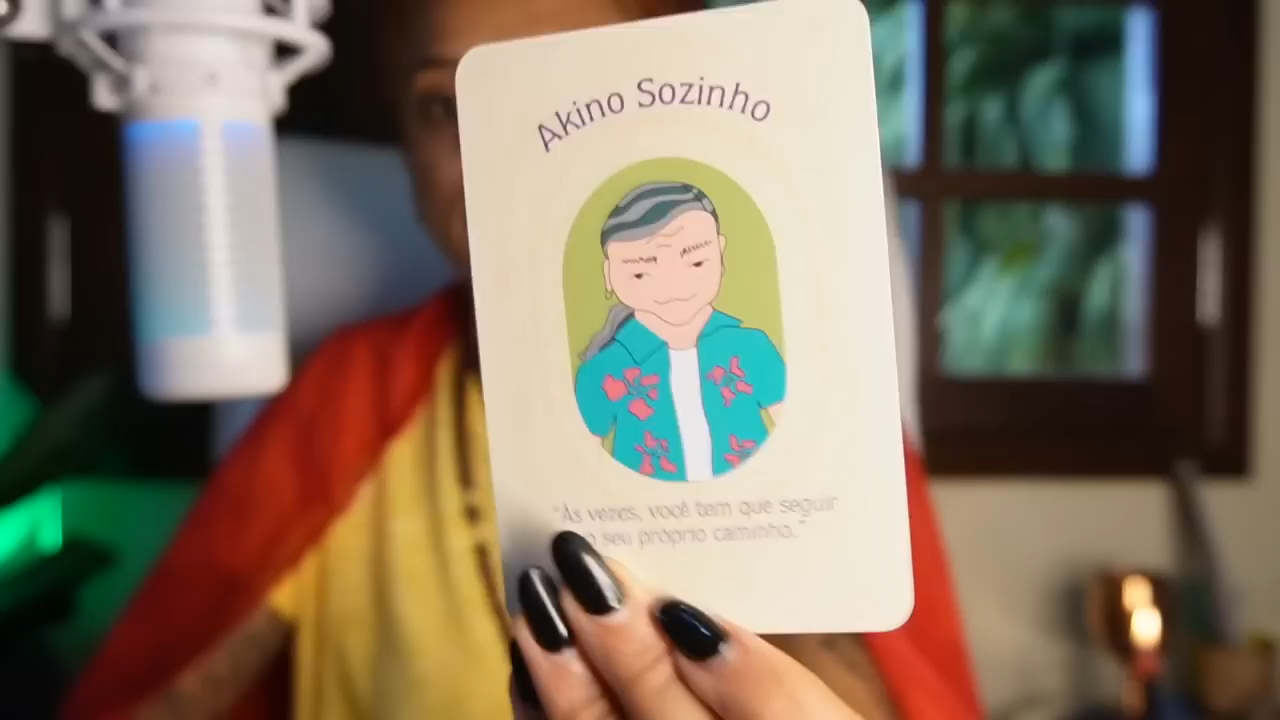 Akino Sozinho
"Às vezes, você tem que seguir
o seu próprio caminho."